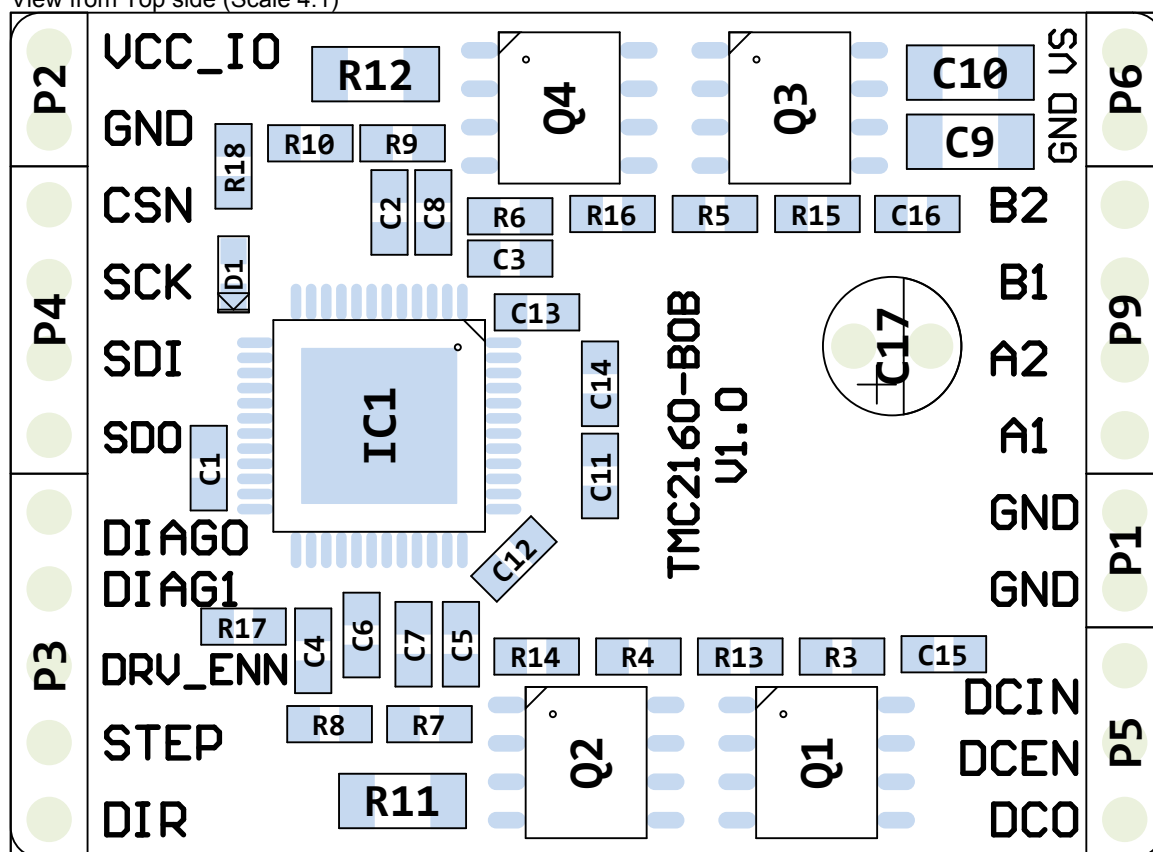 View from Top side (Scale 4:1)
P2
VCC_IO
R12
Q4
Q3
C10
GND VS
P6
GND
R18
R10
R9
C9
CSN
C2
C8
R6
R16
R5
R15
C16
B2
C3
P4
SCK
D1
C13
B1
P9
SDI
C14
C17
A2
IC1
TMC2160-BOB
V1.0
SDO
C1
C11
A1
GND
P1
DIAG0
C12
DIAG1
GND
R17
C4
C6
C7
C5
P3
DRV_ENN
R14
R4
R13
R3
C15
DCIN
STEP
R8
R7
Q2
Q1
DCEN
P5
DIR
R11
DCO